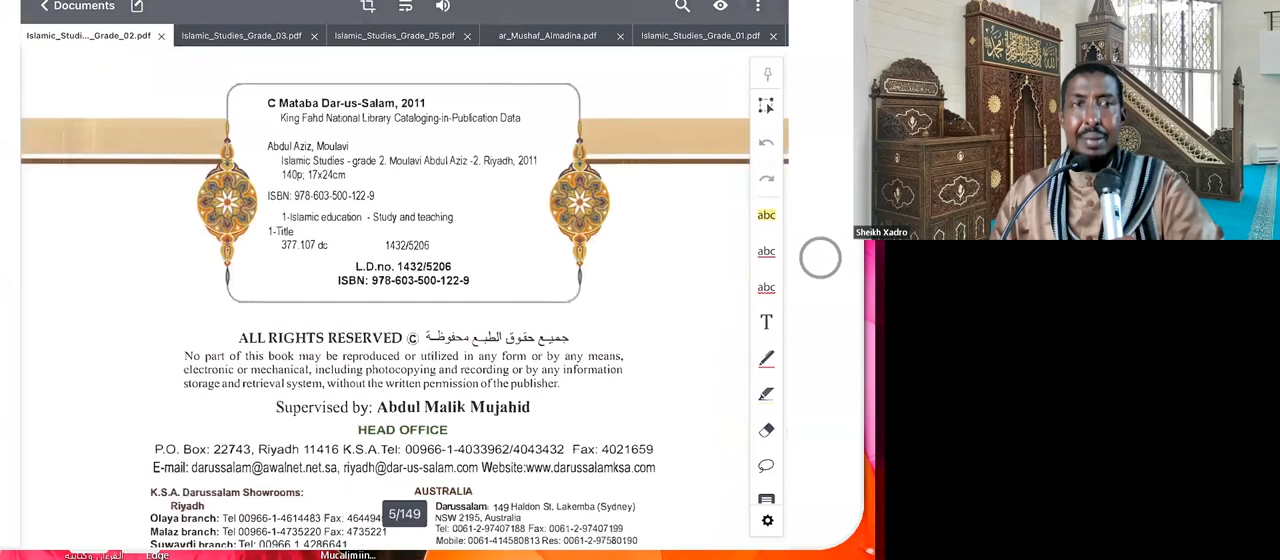 Documents
Islamic_Studi..._Grade_02.pdf
Islamic_Studies_Grade_03.pdf
Islamic_Studies_Grade_05.pdf
ar_Mushaf_Almadina.pdf
Islamic_Studies_Grade_01.pdf
C Mataba Dar-us-Salam, 2011
King Fahd National Library Cataloging-in-Publication Data
Abdul Aziz, Moulavi
Islamic Studies - grade 2. Moulavi Abdul Aziz -2. Riyadh, 2011
140p; 17x24cm
ISBN: 978-603-500-122-9
1-Islamic education - Study and teaching
1-Title
377.107 dc 1432/5206
L.D.no. 1432/5206
ISBN: 978-603-500-122-9
ALL RIGHTS RESERVED © جميع حقوق الطبع محفوظة
No part of this book may be reproduced or utilized in any form or by any means,
electronic or mechanical, including photocopying and recording or by any information
storage and retrieval system, without the written permission of the publisher.
Supervised by: Abdul Malik Mujahid
HEAD OFFICE
P.O. Box: 22743, Riyadh 11416 K.S.A.Tel: 00966-1-4033962/4043432 Fax: 4021659
E-mail: darussalam@awalnet.net.sa, riyadh@dar-us-salam.com Website:www.darussalamksa.com
K.S.A. Darussalam Showrooms:
Riyadh
Olaya branch: Tel 00966-1-4614483 Fax: 464494
Malaz branch: Tel 00966-1-4735220 Fax: 4735221
Suwaydi branch: Tel: 00966 1 4286641
5/149
AUSTRALIA
Darussalam: 149 Haldon St, Lakemba (Sydney)
NSW 2195, Australia
Tel: 0061-2-97407188 Fax: 0061-2-97407199
Mobile: 0061-414580813 Res: 0061-2-97580190
abc
abc
abc
T
Sheikh Xadro
Edge
Mucalimiin...